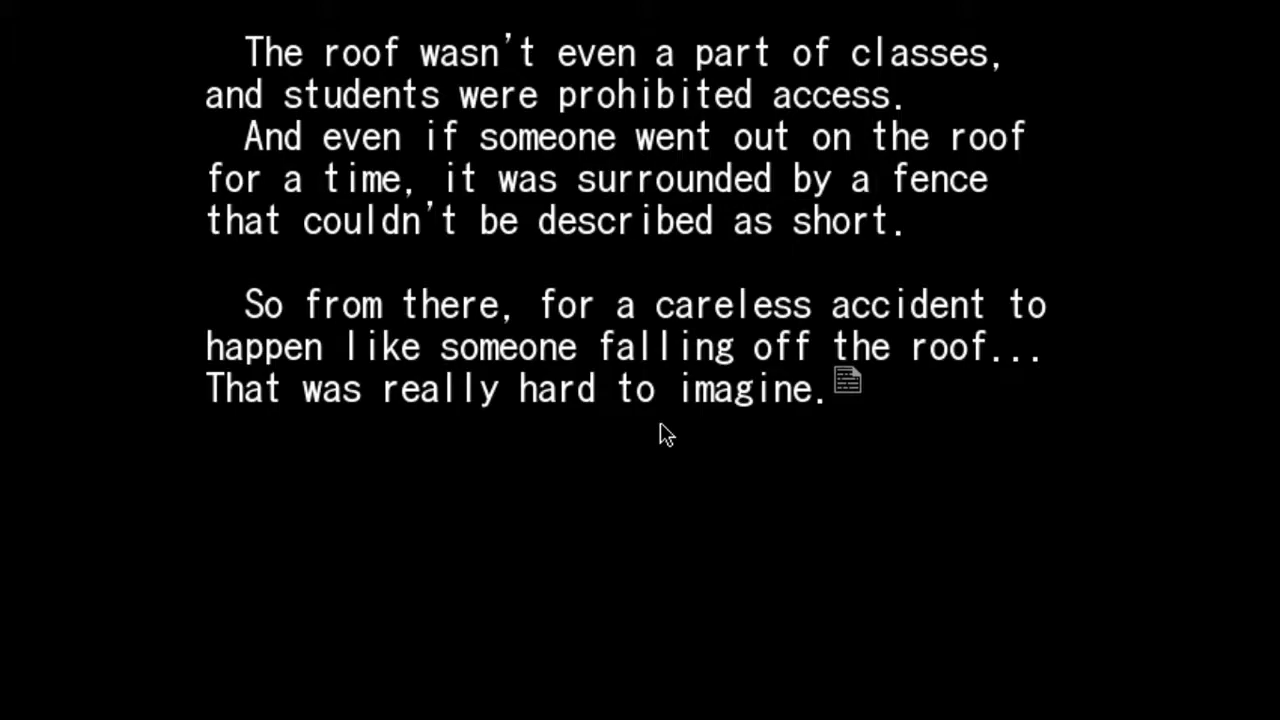 The roof wasn't even a part of classes,
and students were prohibited access.
And even if someone went out on the roof
for a time, it was surrounded by a fence
that couldn't be described as short.
So from there, for a careless accident to
happen like someone falling off the roof...
That was really hard to imagine.